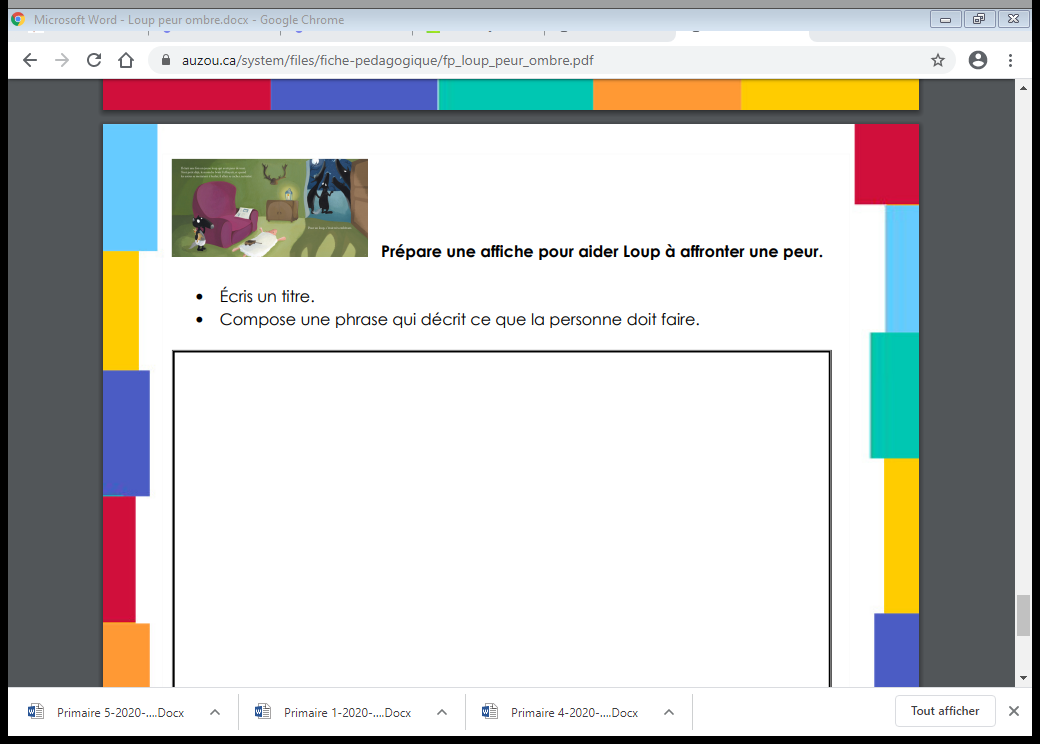 Microsoft Word - Loup peur ombre.docx - Google Chrome
auzou.ca/system/files/fiche-pedagogique/fp_loup_peur_ombre.pdf
Prépare une affiche pour aider Loup à affronter une peur.
• Écris un titre.
• Compose une phrase qui décrit ce que la personne doit faire.
Primaire 5-2020-....Docx
Primaire 1-2020-....Docx
Primaire 4-2020-....Docx
Tout afficher